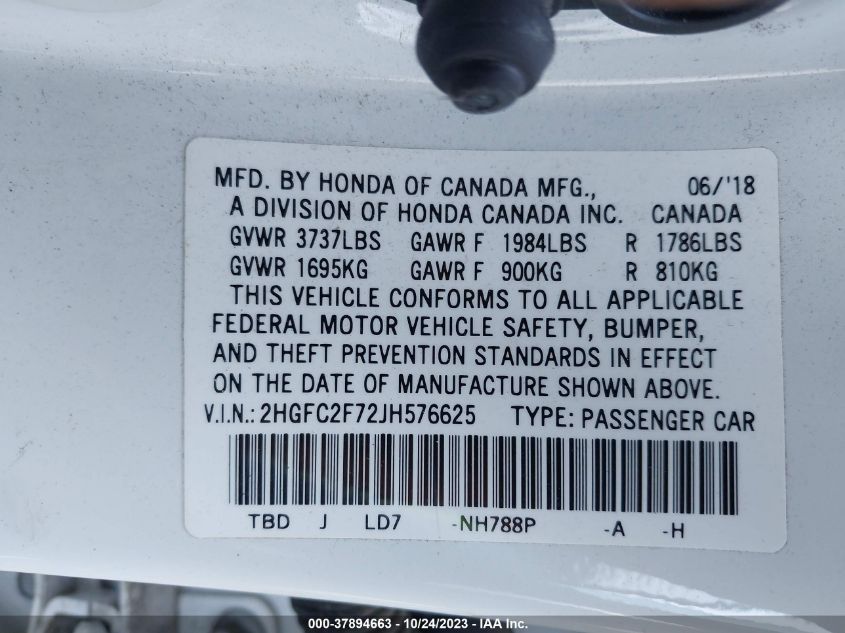 MFD. BY HONDA OF CANADA MFG., 06/'18
A DIVISION OF HONDA CANADA INC. CANADA
GVWR 3737LBS GAWR F 1984LBS R 1786LBS
GVWR 1695KG GAWR F 900KG R 810KG
THIS VEHICLE CONFORMS TO ALL APPLICABLE
FEDERAL MOTOR VEHICLE SAFETY, BUMPER,
AND THEFT PREVENTION STANDARDS IN EFFECT
ON THE DATE OF MANUFACTURE SHOWN ABOVE.
V.I.N.: 2HGFC2F72JH576625 TYPE: PASSENGER CAR
TBD J LD7 -NH788P -A -H
000-37894663 - 10/24/2023 - IAA Inc.